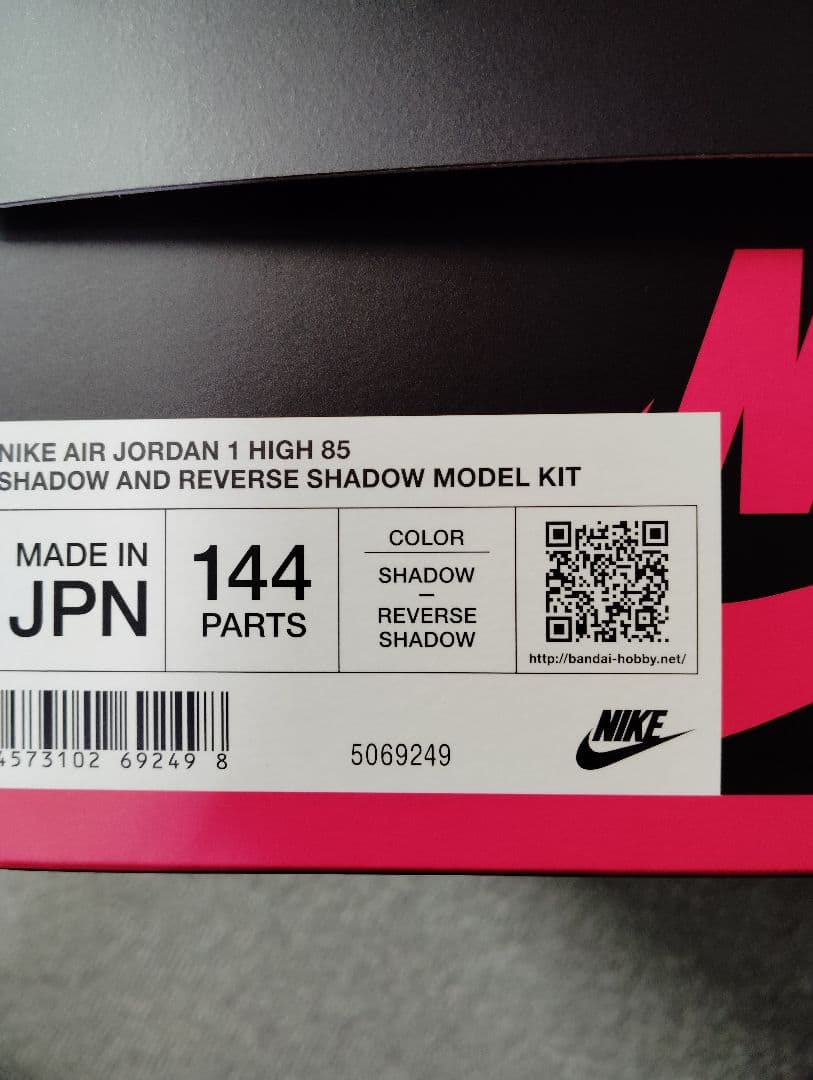 NIKE AIR JORDAN 1 HIGH 85
SHADOW AND REVERSE SHADOW MODEL KIT
MADE IN
JPN
144
PARTS
COLOR
SHADOW
–
REVERSE
SHADOW
http://bandai-hobby.net/
4573102 69249 8
5069249
NIKE